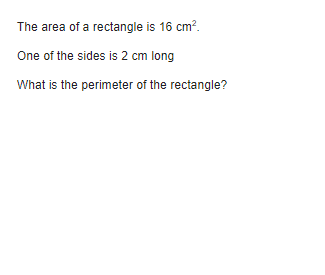 The area of a rectangle is 16 cm².
One of the sides is 2 cm long
What is the perimeter of the rectangle?